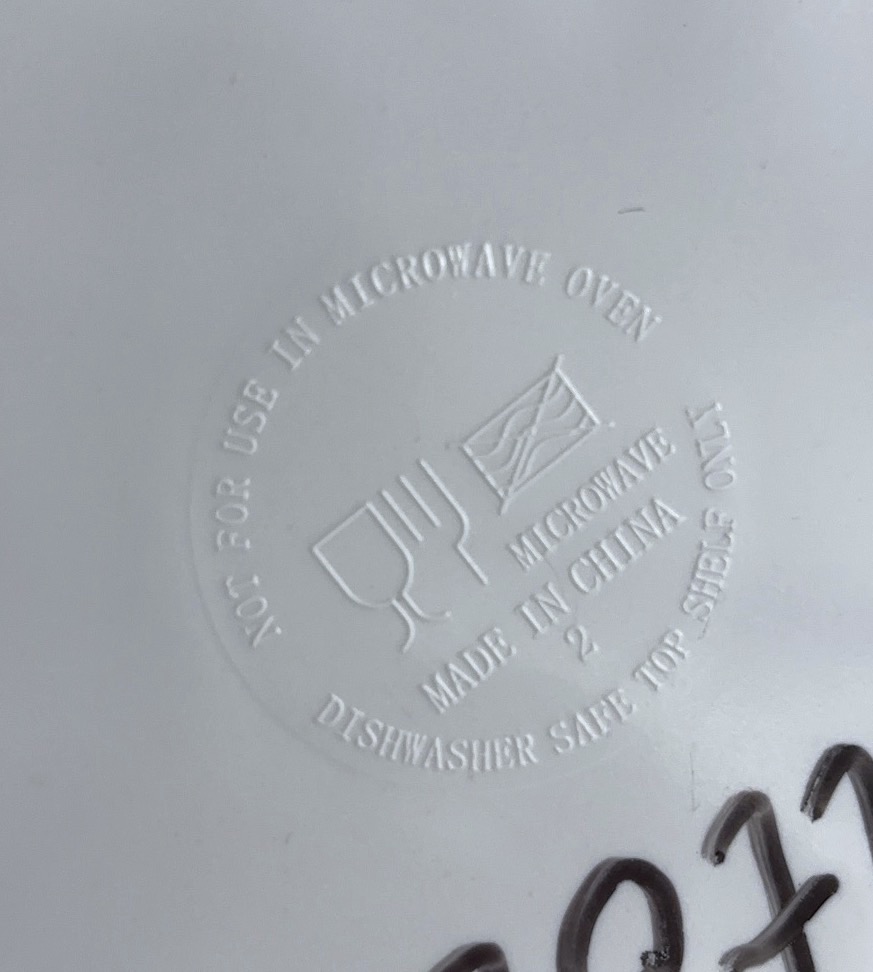 NOT FOR USE IN MICROWAVE OVEN
MICROWAVE
MADE IN CHINA
2
DISHWASHER SAFE TOP SHELF ONLY